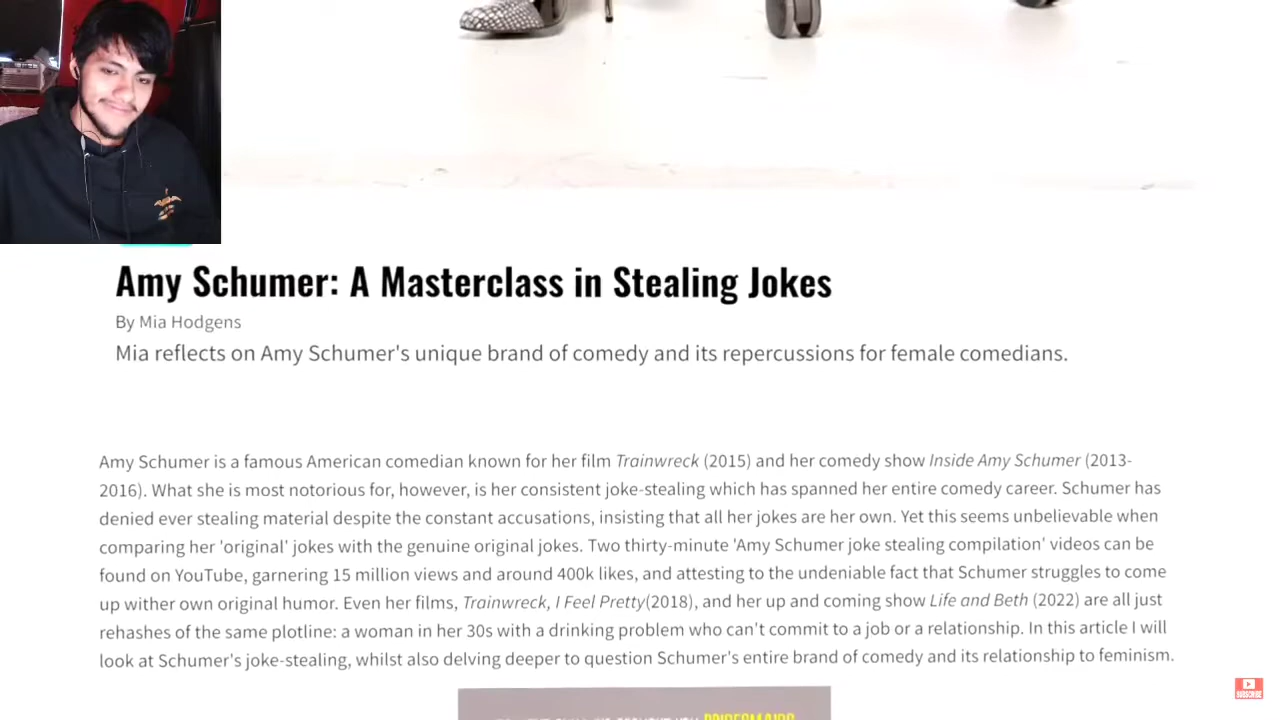 Amy Schumer: A Masterclass in Stealing Jokes
By Mia Hodgens
Mia reflects on Amy Schumer's unique brand of comedy and its repercussions for female comedians.
Amy Schumer is a famous American comedian known for her film Trainwreck (2015) and her comedy show Inside Amy Schumer (2013-
2016). What she is most notorious for, however, is her consistent joke-stealing which has spanned her entire comedy career. Schumer has
denied ever stealing material despite the constant accusations, insisting that all her jokes are her own. Yet this seems unbelievable when
comparing her 'original' jokes with the genuine original jokes. Two thirty-minute 'Amy Schumer joke stealing compilation' videos can be
found on YouTube, garnering 15 million views and around 400k likes, and attesting to the undeniable fact that Schumer struggles to come
up wither own original humor. Even her films, Trainwreck, I Feel Pretty(2018), and her up and coming show Life and Beth (2022) are all just
rehashes of the same plotline: a woman in her 30s with a drinking problem who can't commit to a job or a relationship. In this article I will
look at Schumer's joke-stealing, whilst also delving deeper to question Schumer's entire brand of comedy and its relationship to feminism.
SUBSCRIBE